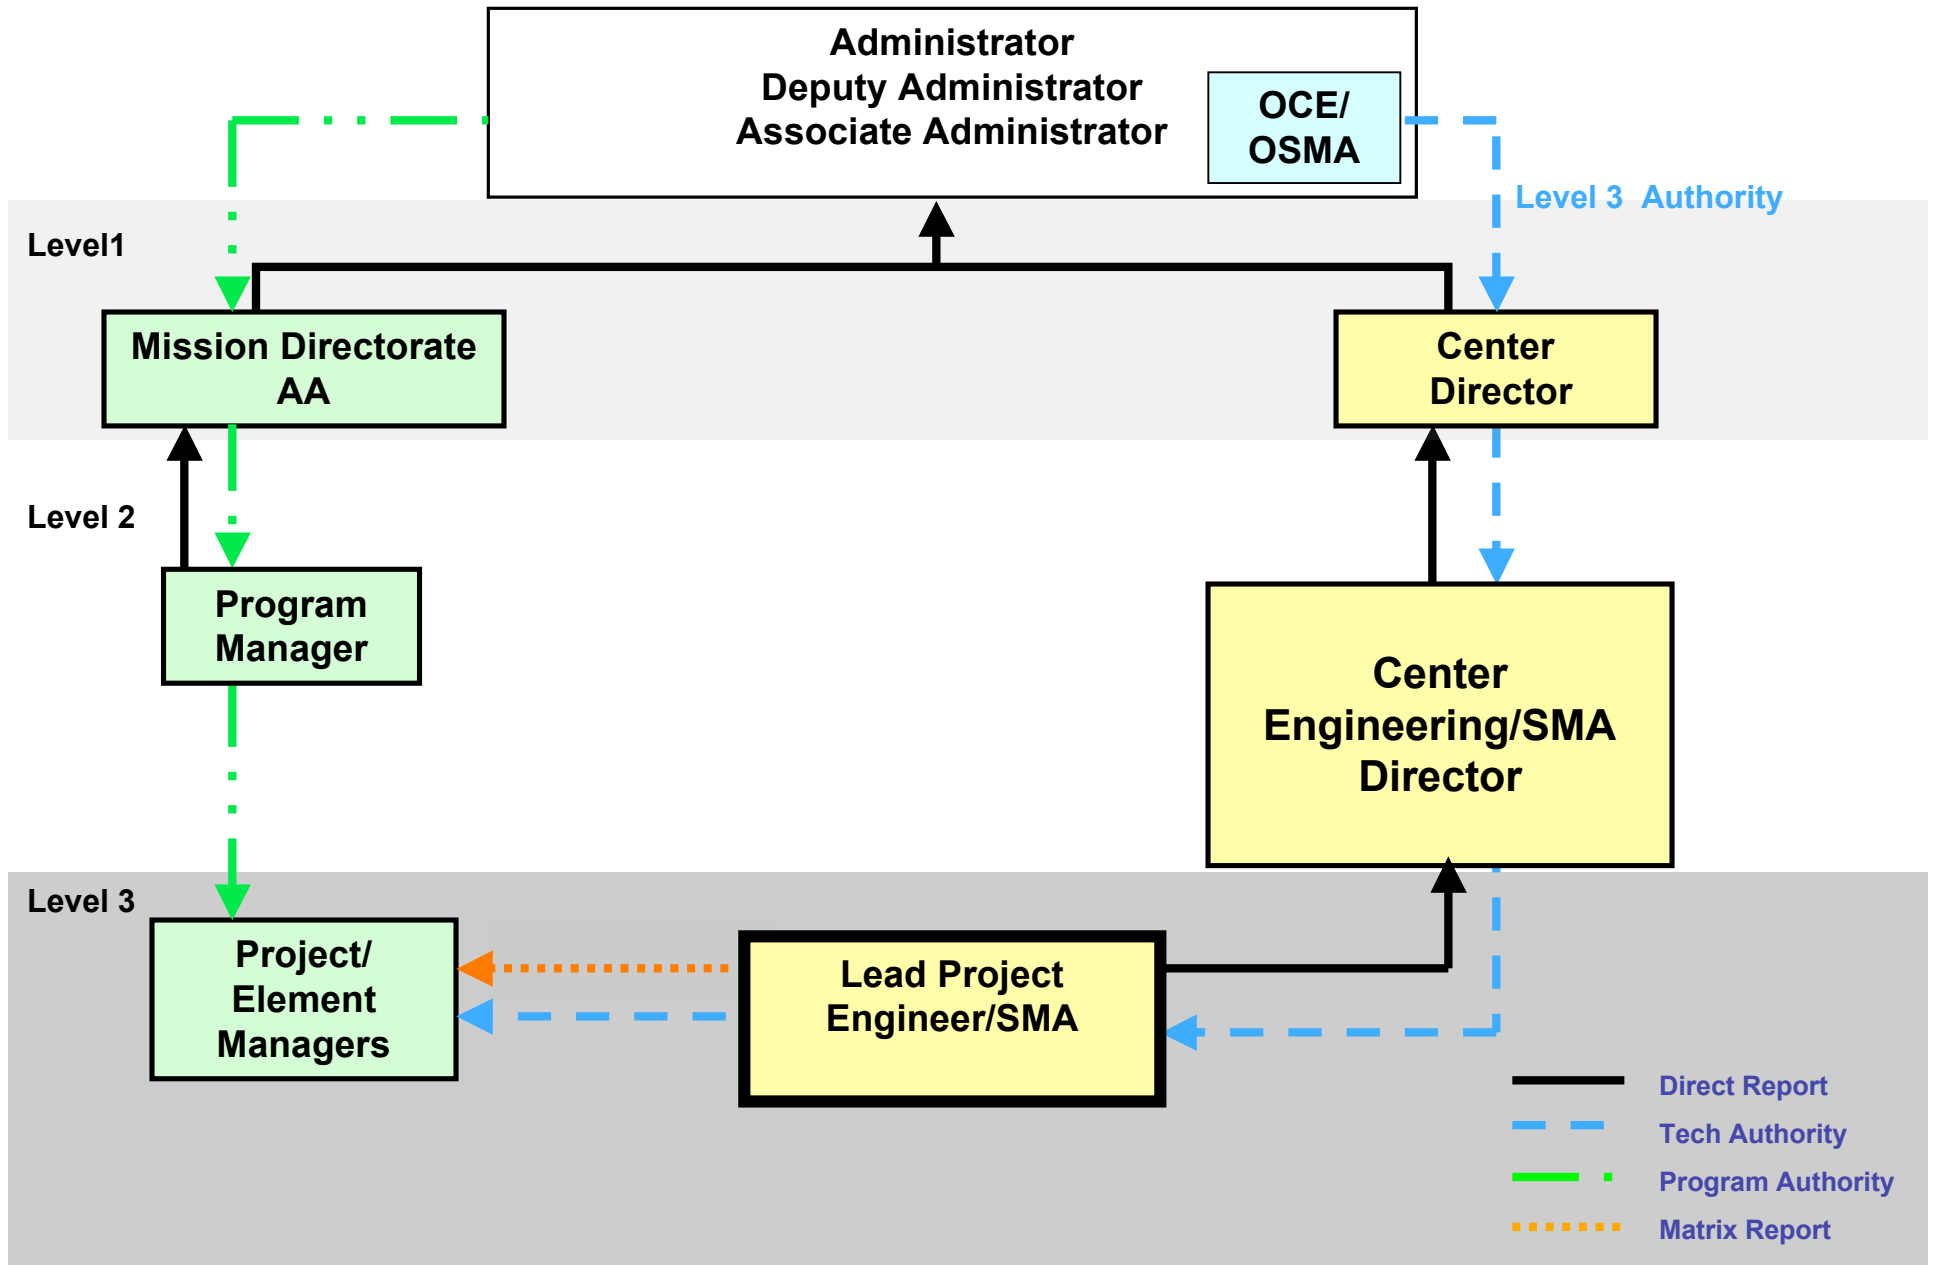 Administrator
Deputy Administrator
Associate Administrator
OCE/
OSMA
Level 3  Authority
Level1
Mission Directorate
AA
Center
Director
Level 2
Program
Manager
Center
Engineering/SMA
Director
Level 3
Project/
Element
Managers
Lead Project
Engineer/SMA
Direct Report
Tech Authority
Program Authority
Matrix Report